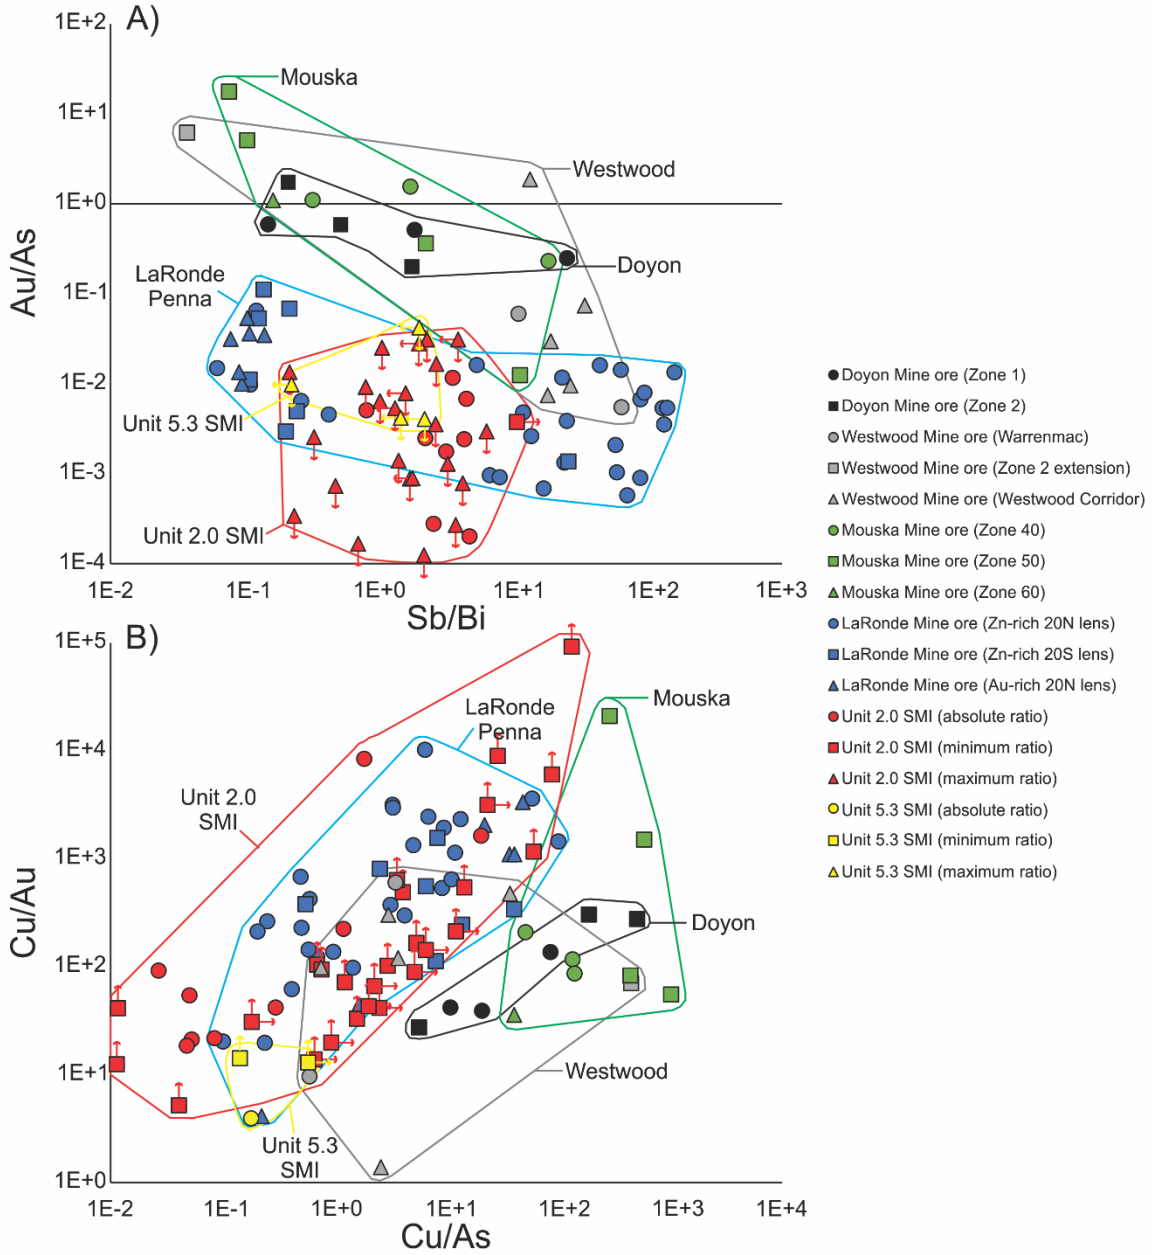 A)
1E+2
1E+1
1E+0
1E-1
1E-2
1E-3
1E-4
Au/As
Mouska
Westwood
Doyon
LaRonde
Penna
Unit 5.3 SMI
Unit 2.0 SMI
1E-2 1E-1 1E+0 1E+1 1E+2 1E+3
Sb/Bi
Doyon Mine ore (Zone 1)
Doyon Mine ore (Zone 2)
Westwood Mine ore (Warrenmac)
Westwood Mine ore (Zone 2 extension)
Westwood Mine ore (Westwood Corridor)
Mouska Mine ore (Zone 40)
Mouska Mine ore (Zone 50)
Mouska Mine ore (Zone 60)
LaRonde Mine ore (Zn-rich 20N lens)
LaRonde Mine ore (Zn-rich 20S lens)
LaRonde Mine ore (Au-rich 20N lens)
Unit 2.0 SMI (absolute ratio)
Unit 2.0 SMI (minimum ratio)
Unit 2.0 SMI (maximum ratio)
Unit 5.3 SMI (absolute ratio)
Unit 5.3 SMI (minimum ratio)
Unit 5.3 SMI (maximum ratio)
B)
1E+5
1E+4
1E+3
1E+2
1E+1
1E+0
Cu/Au
Mouska
LaRonde
Penna
Unit 2.0
SMI
Doyon
Westwood
Unit 5.3
SMI
1E-2 1E-1 1E+0 1E+1 1E+2 1E+3 1E+4
Cu/As